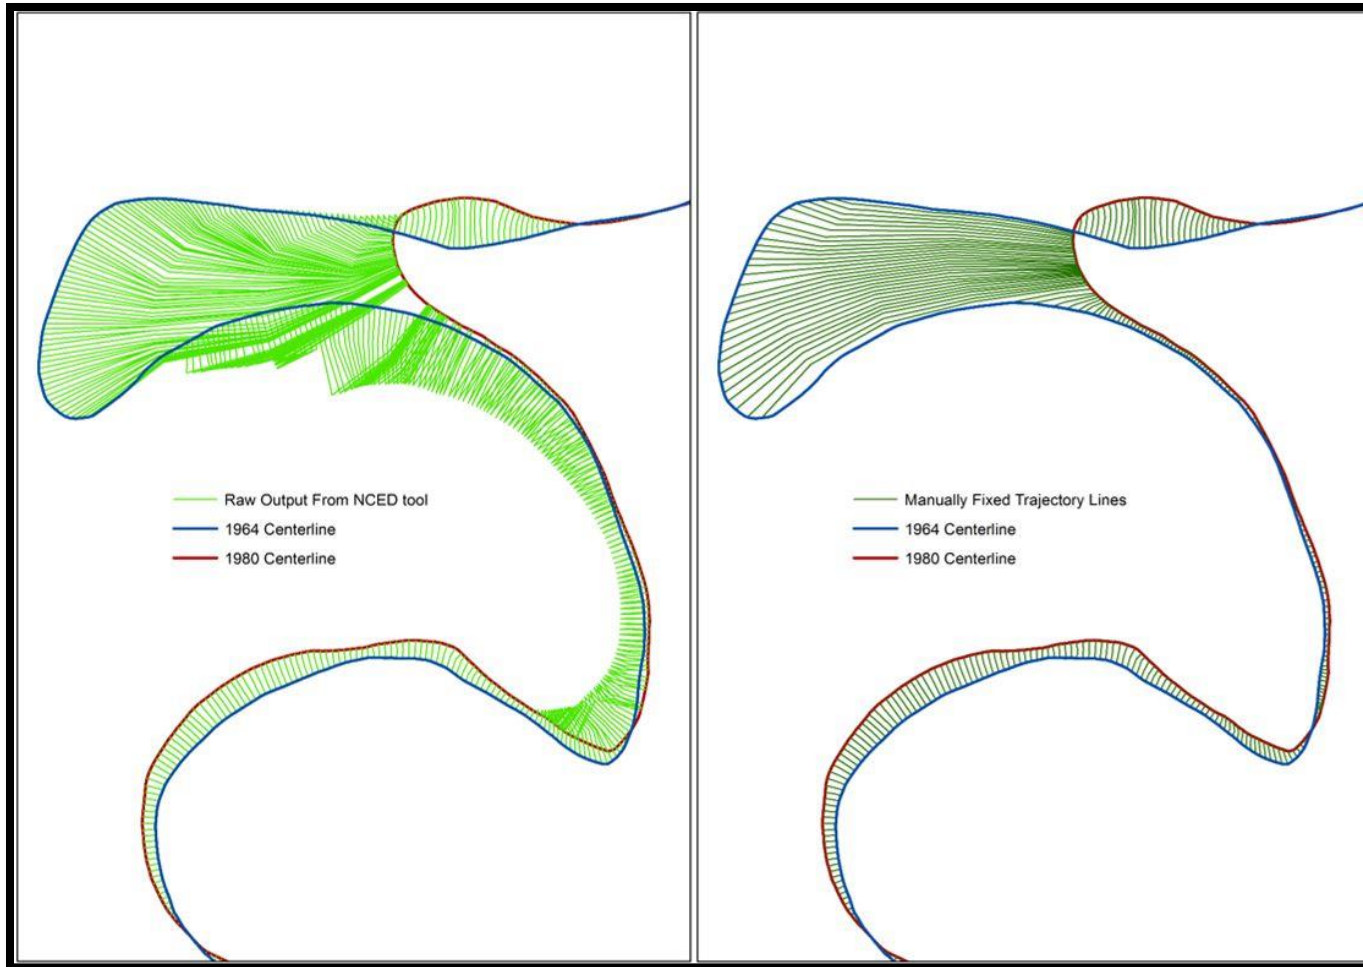 Raw Output From NCED tool
1964 Centerline
1980 Centerline
Manually Fixed Trajectory Lines
1964 Centerline
1980 Centerline